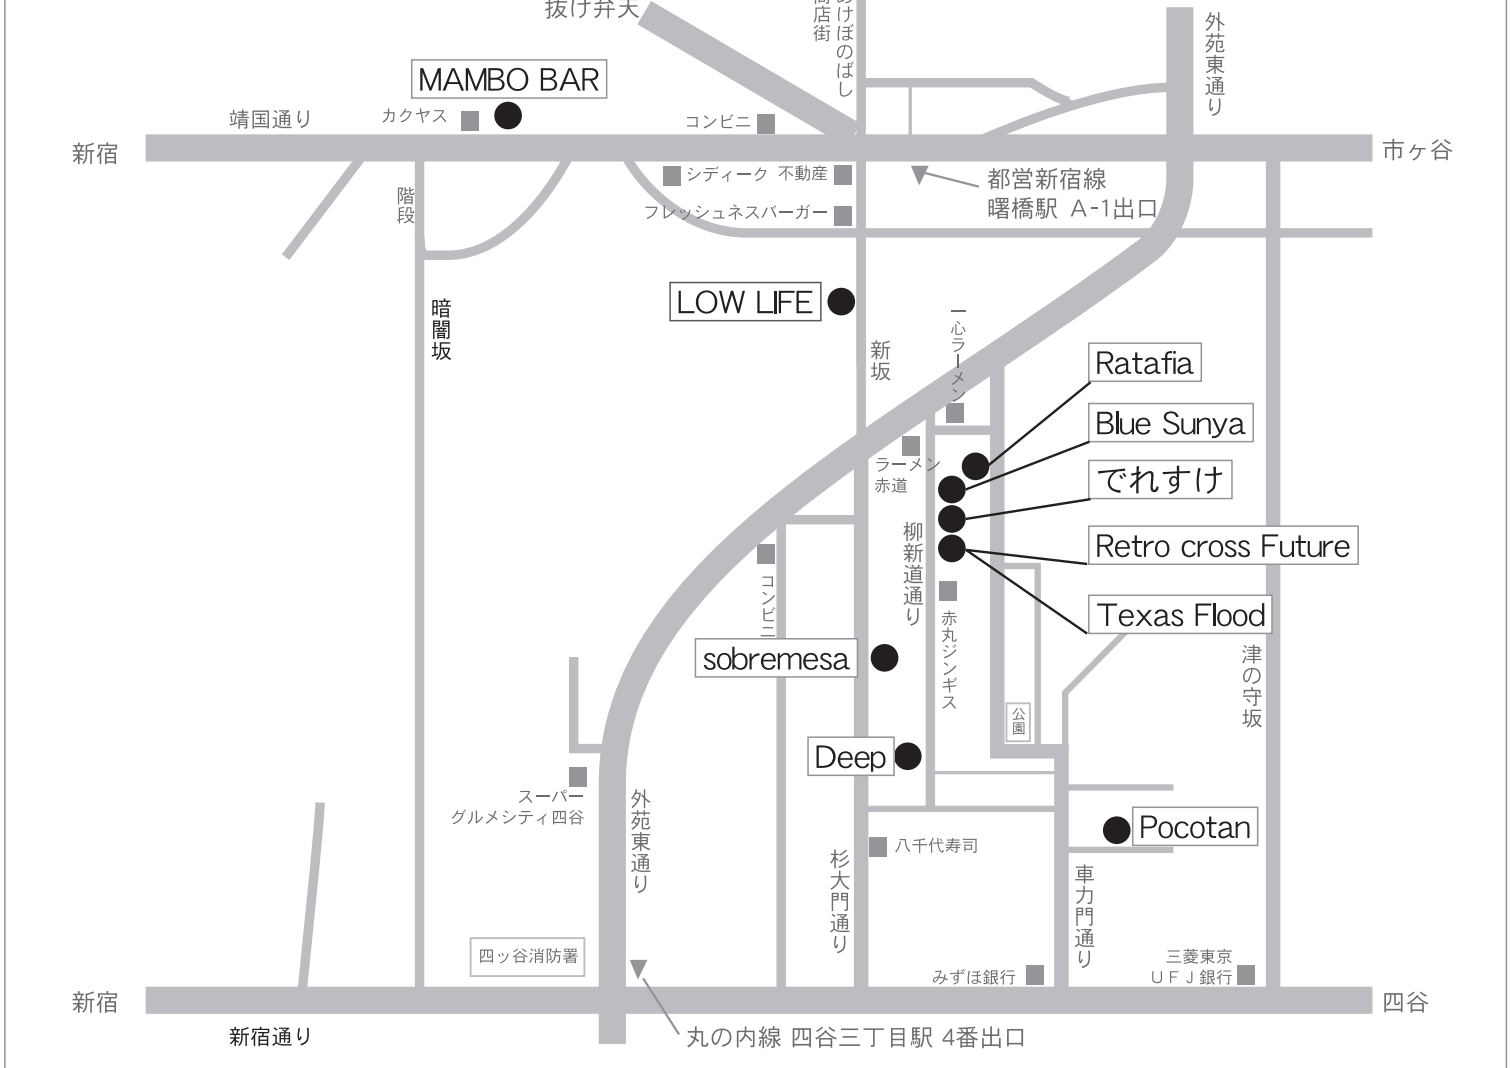 抜け弁天
あけぼのばし
商店街
外苑東通り
MAMBO BAR
靖国通り
カクヤス
コンビニ
新宿
市ヶ谷
シディーク
不動産
都営新宿線
曙橋駅 A-1出口
階段
フレッシュネスバーガー
暗闇坂
LOW LIFE
一心ラーメン
新坂
Ratafia
Blue Sunya
ラーメン
赤道
でれすけ
柳新道通り
Retro cross Future
コンビニ
赤丸ジンギス
Texas Flood
sobremesa
津の守坂
公園
Deep
スーパー
グルメシティ四谷
外苑東通り
Pocotan
八千代寿司
杉大門通り
車力門通り
四ッ谷消防署
みずほ銀行
三菱東京
UFJ銀行
新宿
四谷
新宿通り
丸の内線 四谷三丁目駅 4番出口